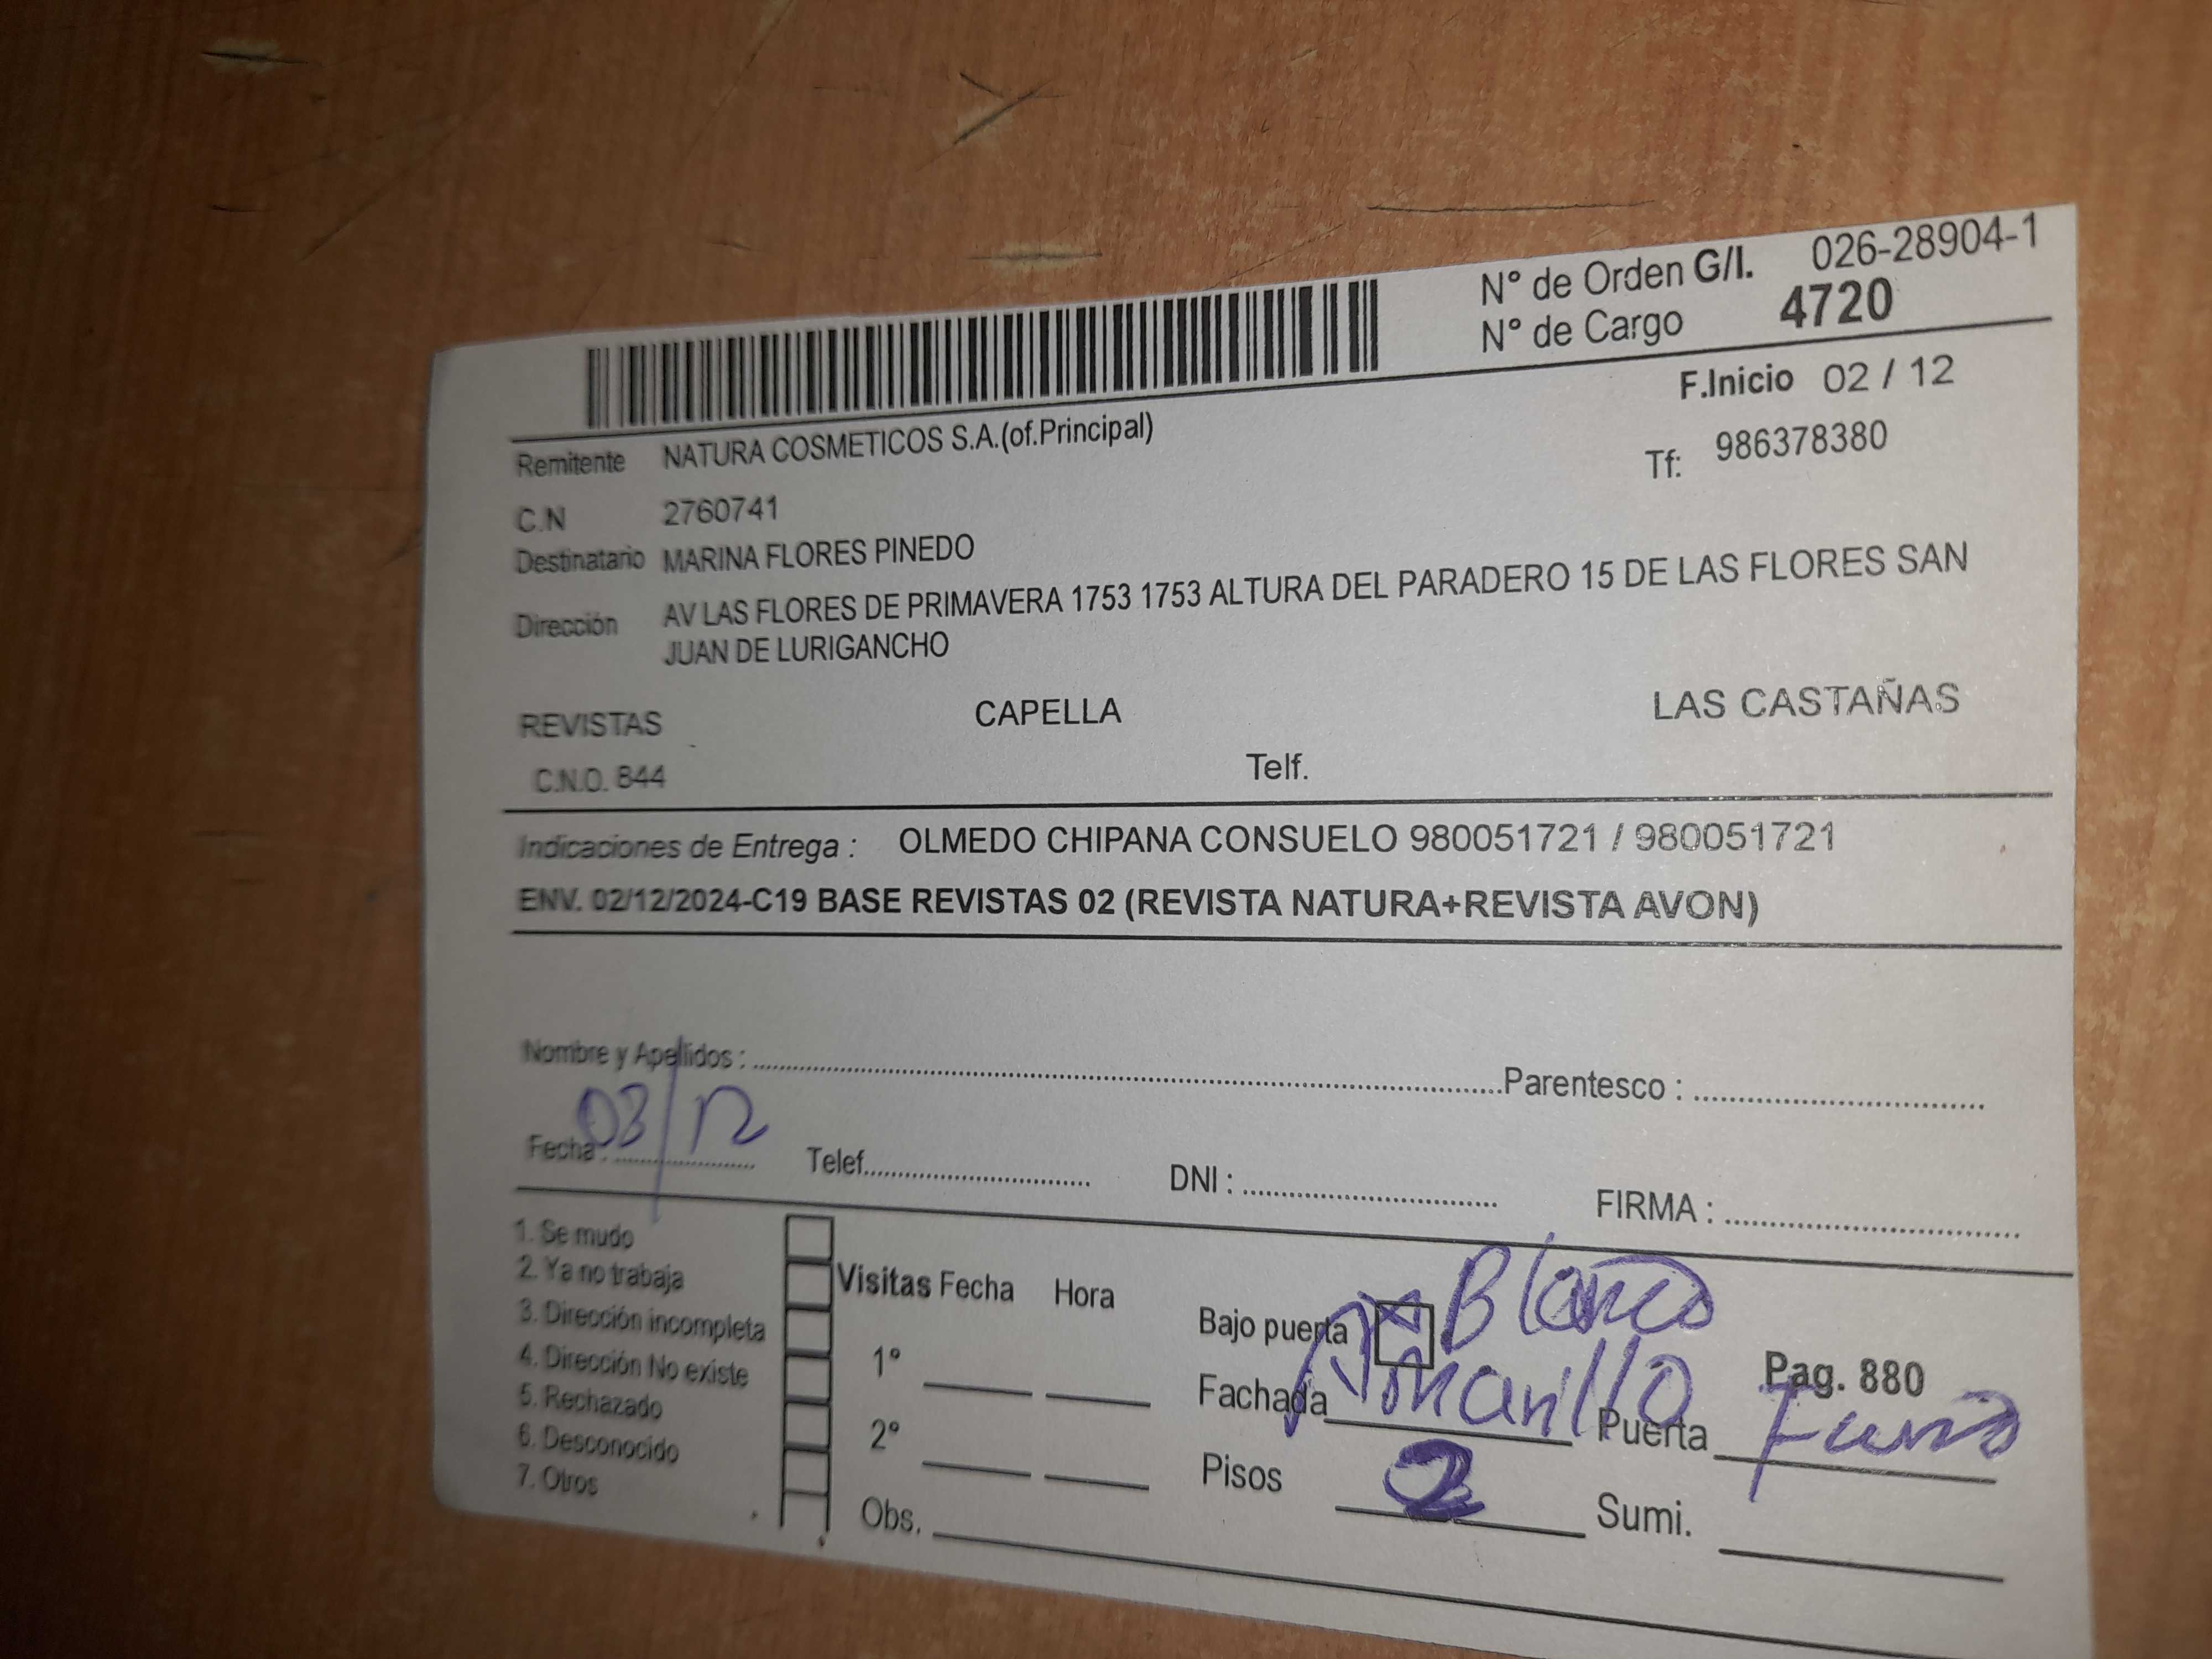 N° de Orden G/I. 026-28904-1
N° de Cargo 4720
F.Inicio 02 / 12
Remitente NATURA COSMETICOS S.A.(of.Principal)
Tf: 986378380
C.N 2760741
Destinatario MARINA FLORES PINEDO
Dirección AV LAS FLORES DE PRIMAVERA 1753 1753 ALTURA DEL PARADERO 15 DE LAS FLORES SAN
JUAN DE LURIGANCHO
REVISTAS CAPELLA LAS CASTAÑAS
C.N.O. 844 Telf.
Indicaciones de Entrega : OLMEDO CHIPANA CONSUELO 980051721 / 980051721
ENV. 02/12/2024-C19 BASE REVISTAS 02 (REVISTA NATURA+REVISTA AVON)
Nombre y Apellidos : Parentesco :
Fecha : 03/12 Telef. DNI : FIRMA :
1. Se mudo
2. Ya no trabaja
3. Dirección incompleta
4. Dirección No existe
5. Rechazado
6. Desconocido
7. Otros
Visitas Fecha Hora
1°
2°
Obs.
Bajo puerta Blanco
Pag. 880
Fachada Amarillo Puerta
Pisos 2 Sumi.